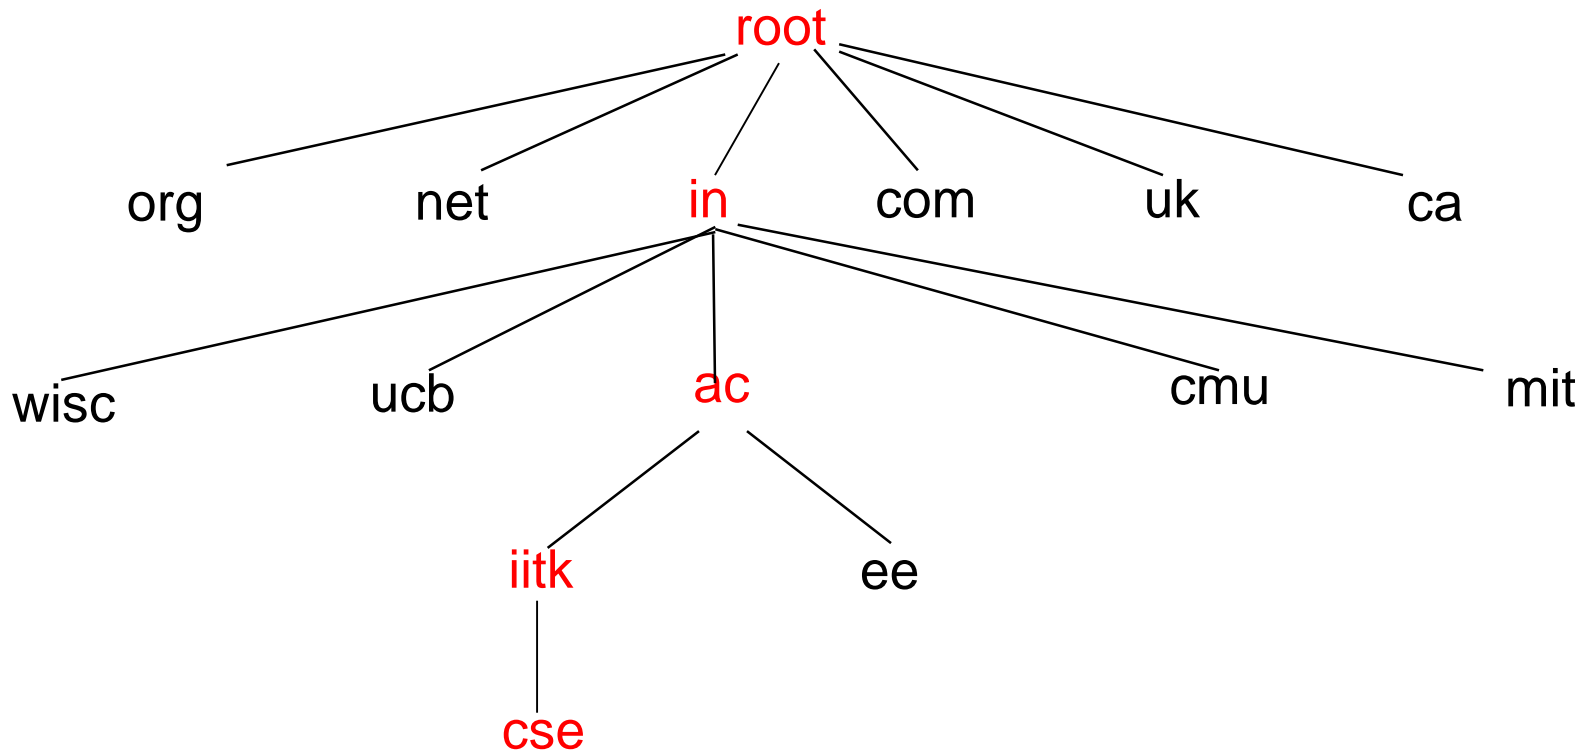 root
org net in com uk ca
wisc ucb ac cmu mit
iitk ee
cse